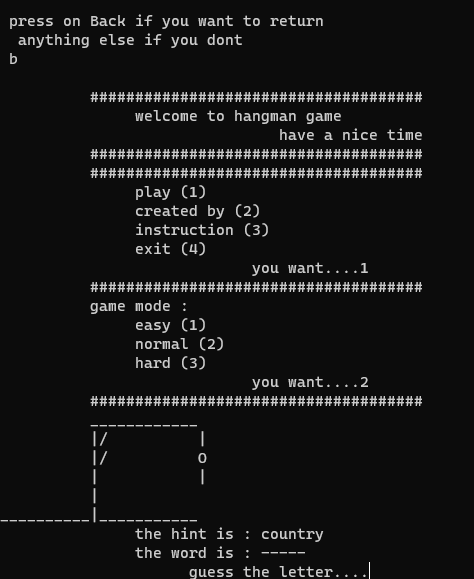 press on Back if you want to return
 anything else if you dont
b
#####################################
welcome to hangman game
have a nice time
#####################################
#####################################
play (1)
created by (2)
instruction (3)
exit (4)
you want....1
#####################################
game mode :
easy (1)
normal (2)
hard (3)
you want....2
#####################################
____________
|/          |
|/          O
|           |
|
__________|___________
the hint is : country
the word is : -----
guess the letter....